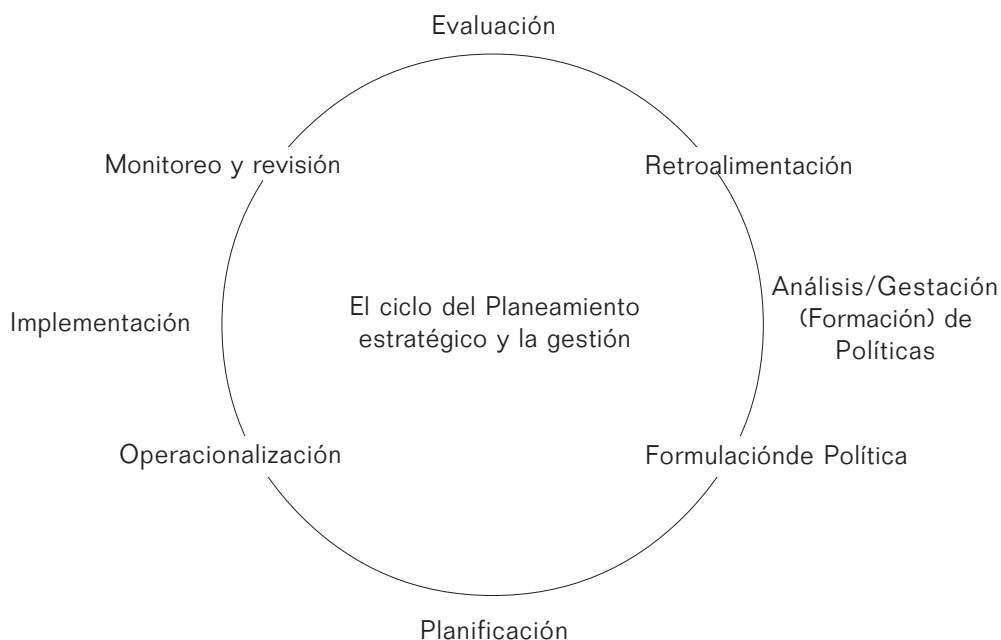 Evaluación
Monitoreo y revisión
Retroalimentación
Análisis/Gestación
(Formación) de
Políticas
El ciclo del Planeamiento
estratégico y la gestión
Implementación
Operacionalización
Formulaciónde Política
Planificación